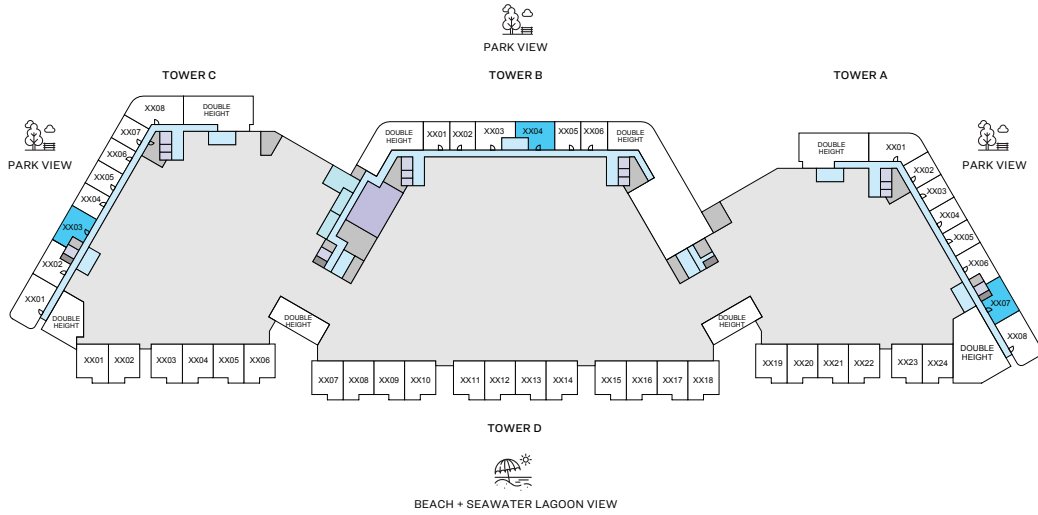 PARK VIEW
TOWER C
TOWER B
TOWER A
PARK VIEW
PARK VIEW
XX08
DOUBLE
HEIGHT
XX07
XX06
XX05
XX04
XX03
XX02
XX01
DOUBLE
HEIGHT
DOUBLE
HEIGHT
XX01
XX02
XX03
XX04
XX05
XX06
DOUBLE
HEIGHT
DOUBLE
HEIGHT
XX01
XX02
XX03
XX04
XX05
XX06
XX07
XX08
DOUBLE
HEIGHT
DOUBLE
HEIGHT
DOUBLE
HEIGHT
XX01
XX02
XX03
XX04
XX05
XX06
XX07
XX08
XX09
XX10
XX11
XX12
XX13
XX14
XX15
XX16
XX17
XX18
XX19
XX20
XX21
XX22
XX23
XX24
TOWER D
BEACH + SEAWATER LAGOON VIEW